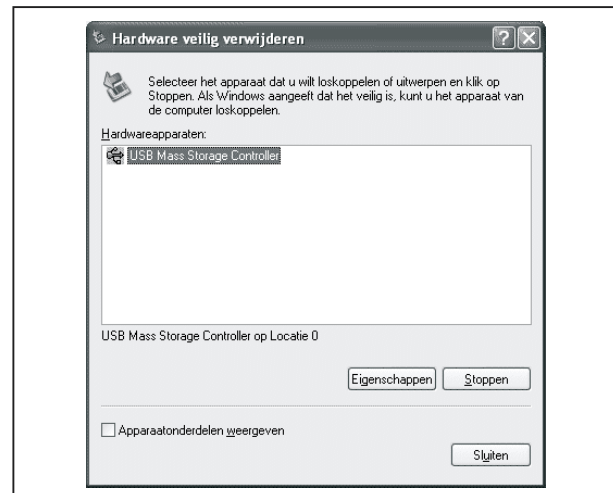 Hardware veilig verwijderen
Selecteer het apparaat dat u wilt loskoppelen of uitwerpen en klik op
Stoppen. Als Windows aangeeft dat het veilig is, kunt u het apparaat van
de computer loskoppelen.
Hardwareapparaten:
USB Mass Storage Controller
USB Mass Storage Controller op Locatie 0
Eigenschappen Stoppen
Apparaatonderdelen weergeven
Sluiten